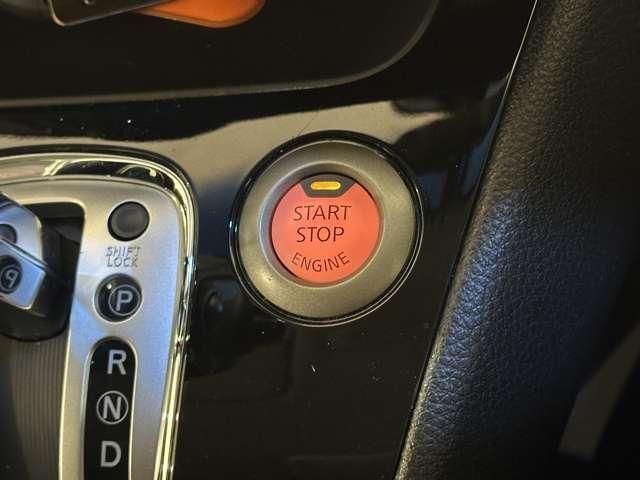 START
STOP
ENGINE
SHIFT
LOCK
P
P
R
N
D